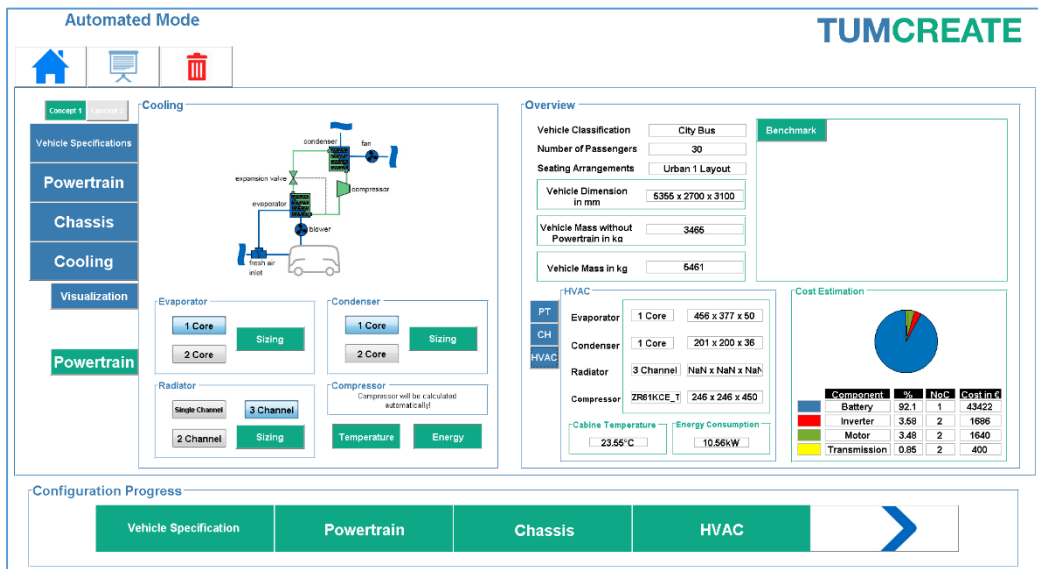 Automated Mode
TUMCREATE
Concept 1
Concept 2
Vehicle Specifications
Powertrain
Chassis
Cooling
Visualization
Powertrain
Cooling
condenser
fan
expansion valve
compressor
evaporator
blower
fresh air
inlet
Evaporator
1 Core
2 Core
Sizing
Condenser
1 Core
2 Core
Sizing
Radiator
Single Channel
3 Channel
2 Channel
Sizing
Compressor
Compressor will be calculated
automatically!
Temperature
Energy
Overview
Vehicle Classification City Bus
Number of Passengers 30
Seating Arrangements Urban 1 Layout
Vehicle Dimension
in mm
5355 x 2700 x 3100
Vehicle Mass without
Powertrain in kg
3465
Vehicle Mass in kg 5461
Benchmark
PT
CH
HVAC
HVAC
Evaporator 1 Core 456 x 377 x 50
Condenser 1 Core 201 x 200 x 36
Radiator 3 Channel NaN x NaN x NaN
Compressor ZR61KCE_T 246 x 246 x 450
Cabine Temperature
23.55°C
Energy Consumption
10.56kW
Cost Estimation
Component % NoC Cost in €
Battery 92.1 1 43422
Inverter 3.58 2 1686
Motor 3.48 2 1640
Transmission 0.85 2 400
Configuration Progress
Vehicle Specification
Powertrain
Chassis
HVAC